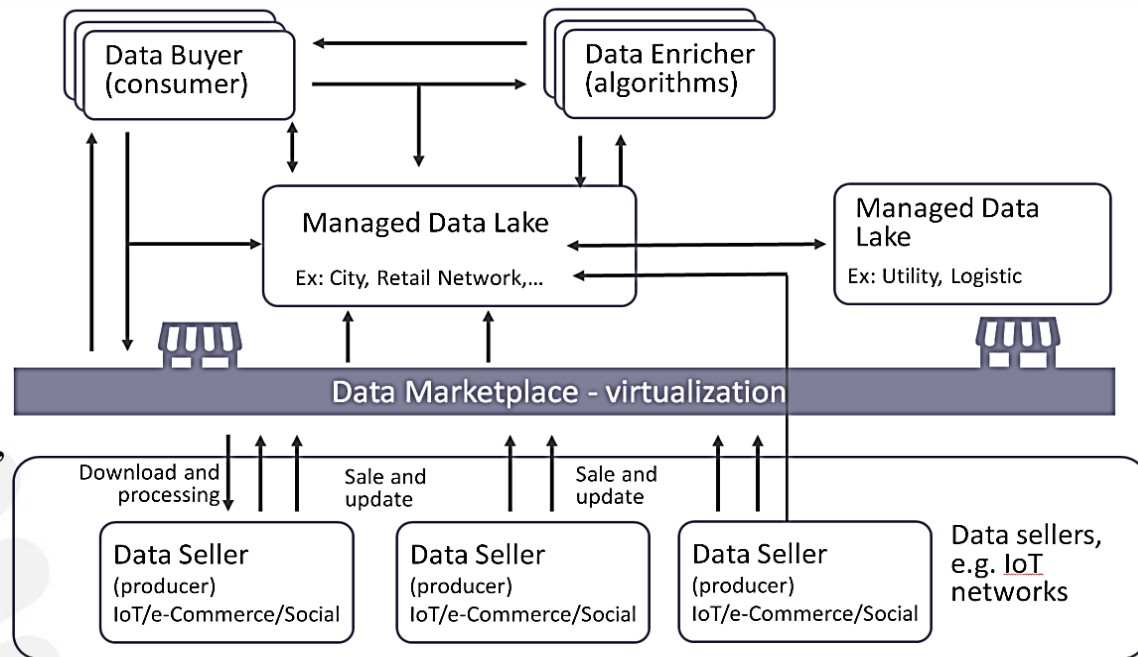 Data Buyer
(consumer)
Data Enricher
(algorithms)
Managed Data Lake
Ex: City, Retail Network,...
Managed Data
Lake
Ex: Utility, Logistic
Data Marketplace - virtualization
Download and
processing
Sale and
update
Sale and
update
Data Seller
(producer)
IoT/e-Commerce/Social
Data Seller
(producer)
IoT/e-Commerce/Social
Data Seller
(producer)
IoT/e-Commerce/Social
Data sellers,
e.g. IoT
networks